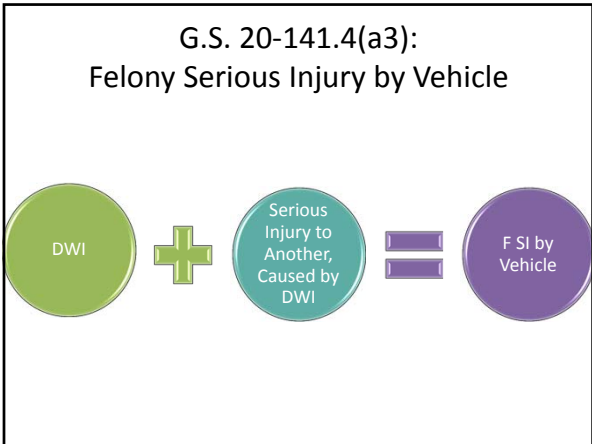 G.S. 20-141.4(a3):
Felony Serious Injury by Vehicle
DWI
Serious
Injury to
Another,
Caused by
DWI
F SI by
Vehicle